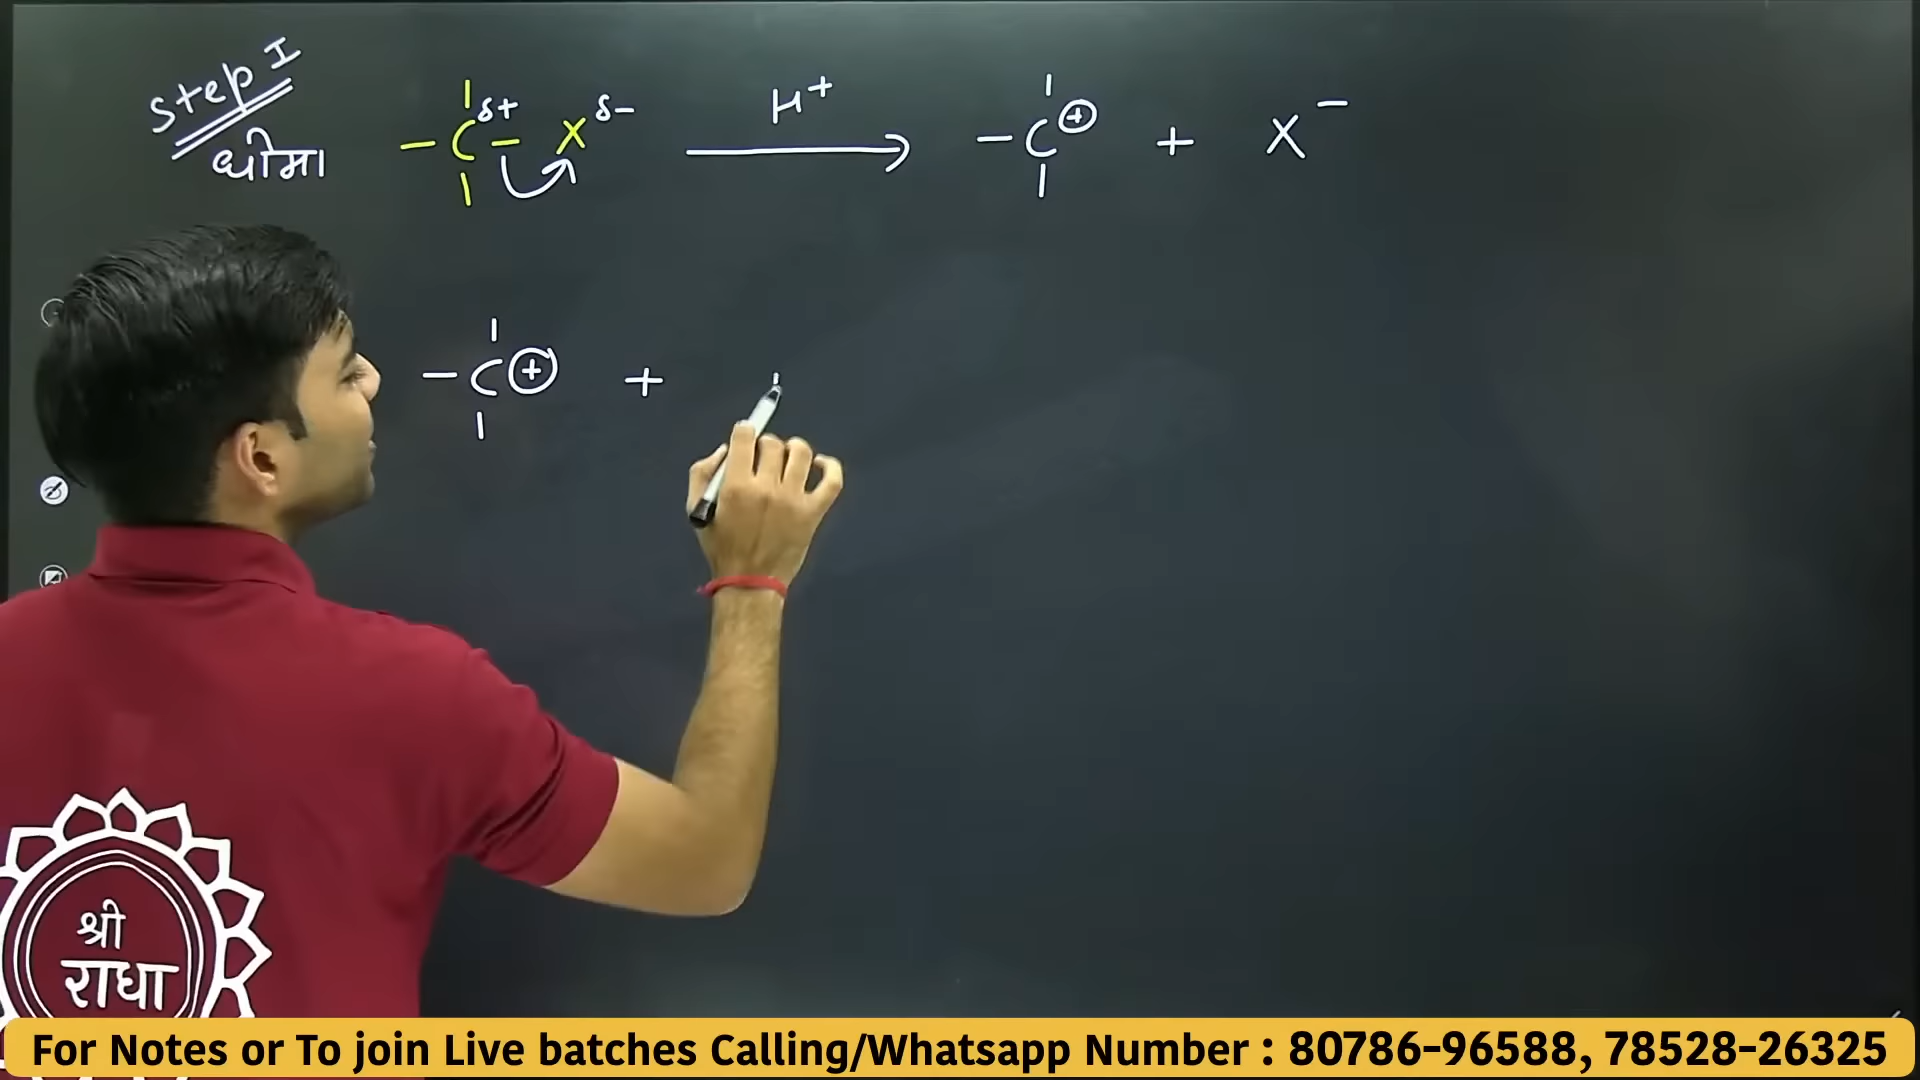 Step I
धीमा
H⁺
–C^δ+ – X^δ– ⟶ –C⊕ + X⁻
–C⊕ +
श्री
राधा
For Notes or To join Live batches Calling/Whatsapp Number : 80786-96588, 78528-26325